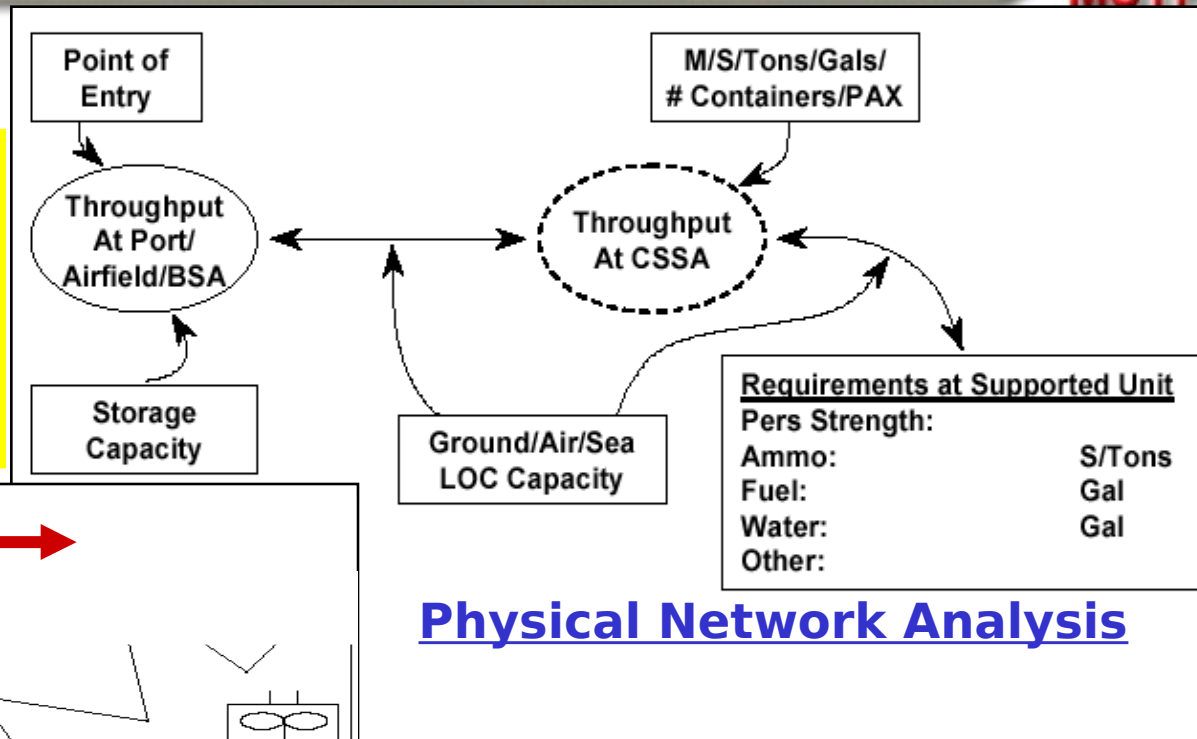 Point of
Entry
M/S/Tons/Gals/
# Containers/PAX
Throughput
At Port/
Airfield/BSA
Throughput
At CSSA
Storage
Capacity
Ground/Air/Sea
LOC Capacity
Requirements at Supported Unit
Pers Strength:
Ammo: S/Tons
Fuel: Gal
Water: Gal
Other:
Physical Network Analysis